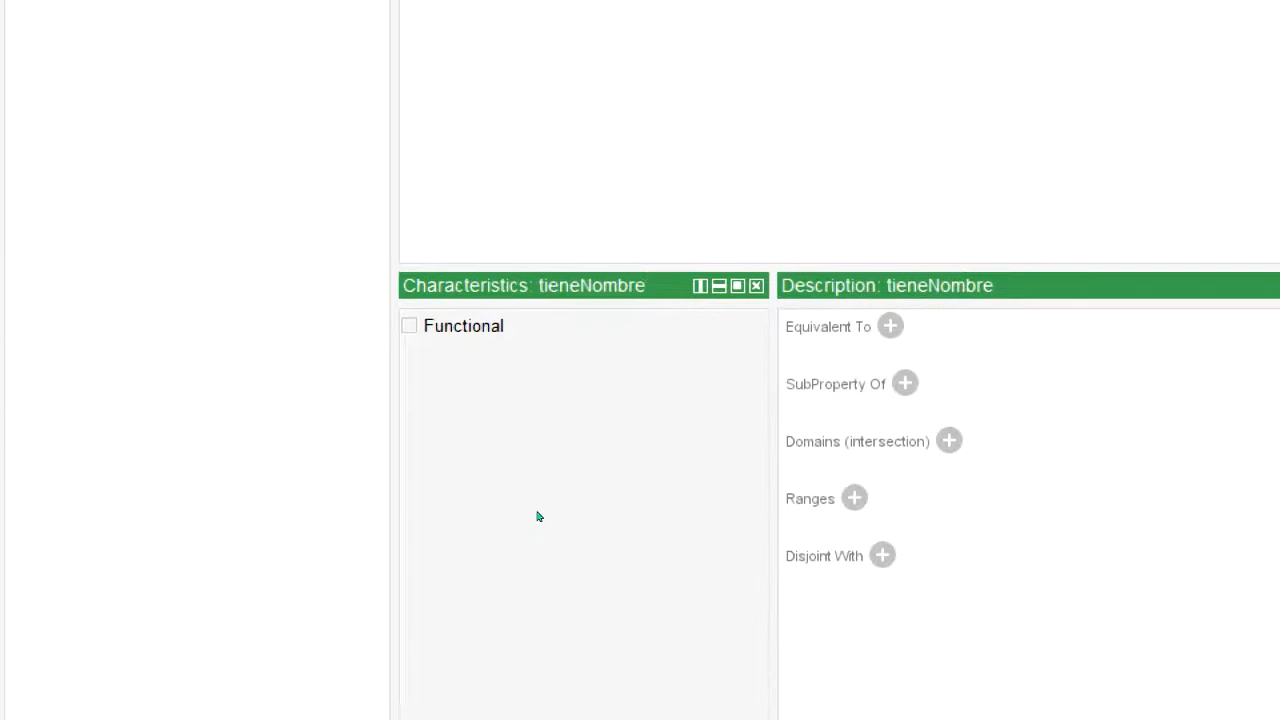 Characteristics: tieneNombre
Functional
Description: tieneNombre
Equivalent To
SubProperty Of
Domains (intersection)
Ranges
Disjoint With